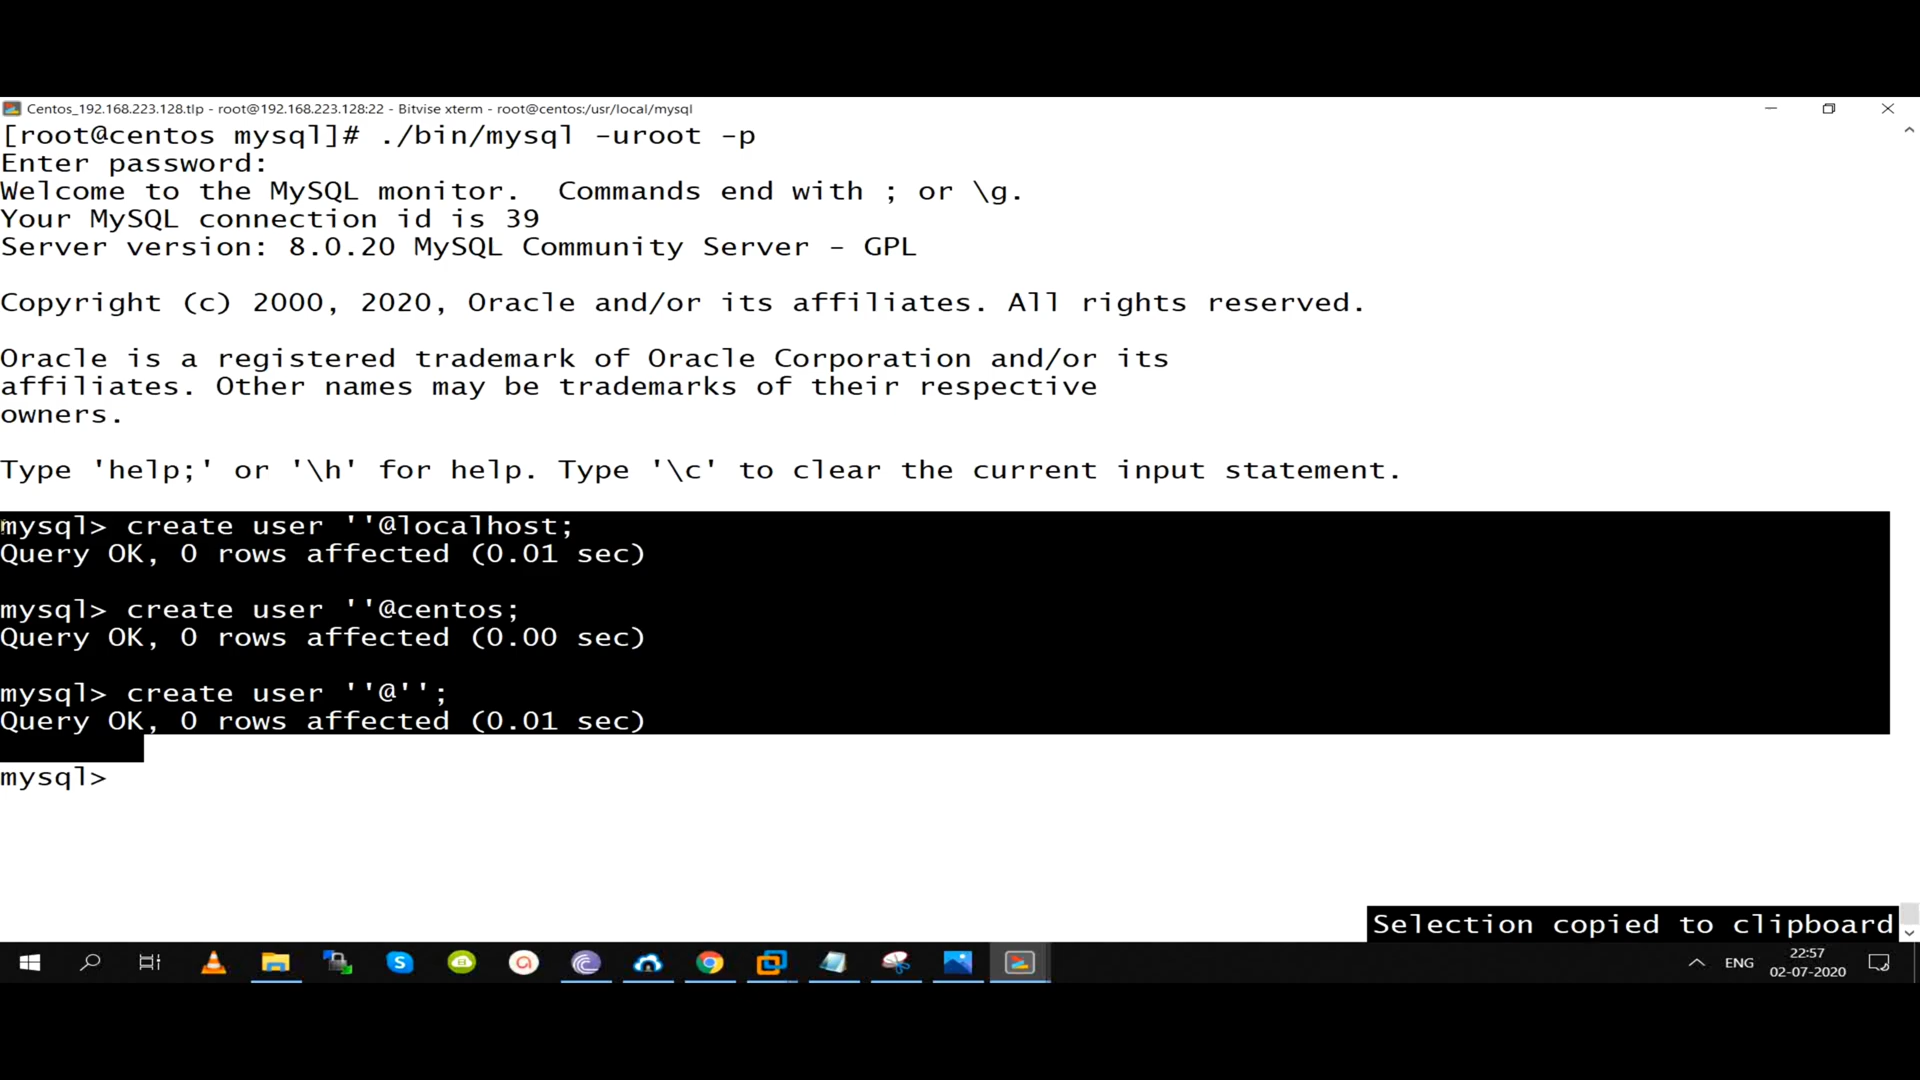 Centos_192.168.223.128.tlp - root@192.168.223.128:22 - Bitvise xterm - root@centos:/usr/local/mysql
[root@centos mysql]# ./bin/mysql -uroot -p
Enter password:
Welcome to the MySQL monitor.  Commands end with ; or \g.
Your MySQL connection id is 39
Server version: 8.0.20 MySQL Community Server - GPL
Copyright (c) 2000, 2020, Oracle and/or its affiliates. All rights reserved.
Oracle is a registered trademark of Oracle Corporation and/or its
affiliates. Other names may be trademarks of their respective
owners.
Type 'help;' or '\h' for help. Type '\c' to clear the current input statement.
mysql> create user ''@localhost;
Query OK, 0 rows affected (0.01 sec)
mysql> create user ''@centos;
Query OK, 0 rows affected (0.00 sec)
mysql> create user ''@'';
Query OK, 0 rows affected (0.01 sec)
mysql>
Selection copied to clipboard
ENG
22:57
02-07-2020